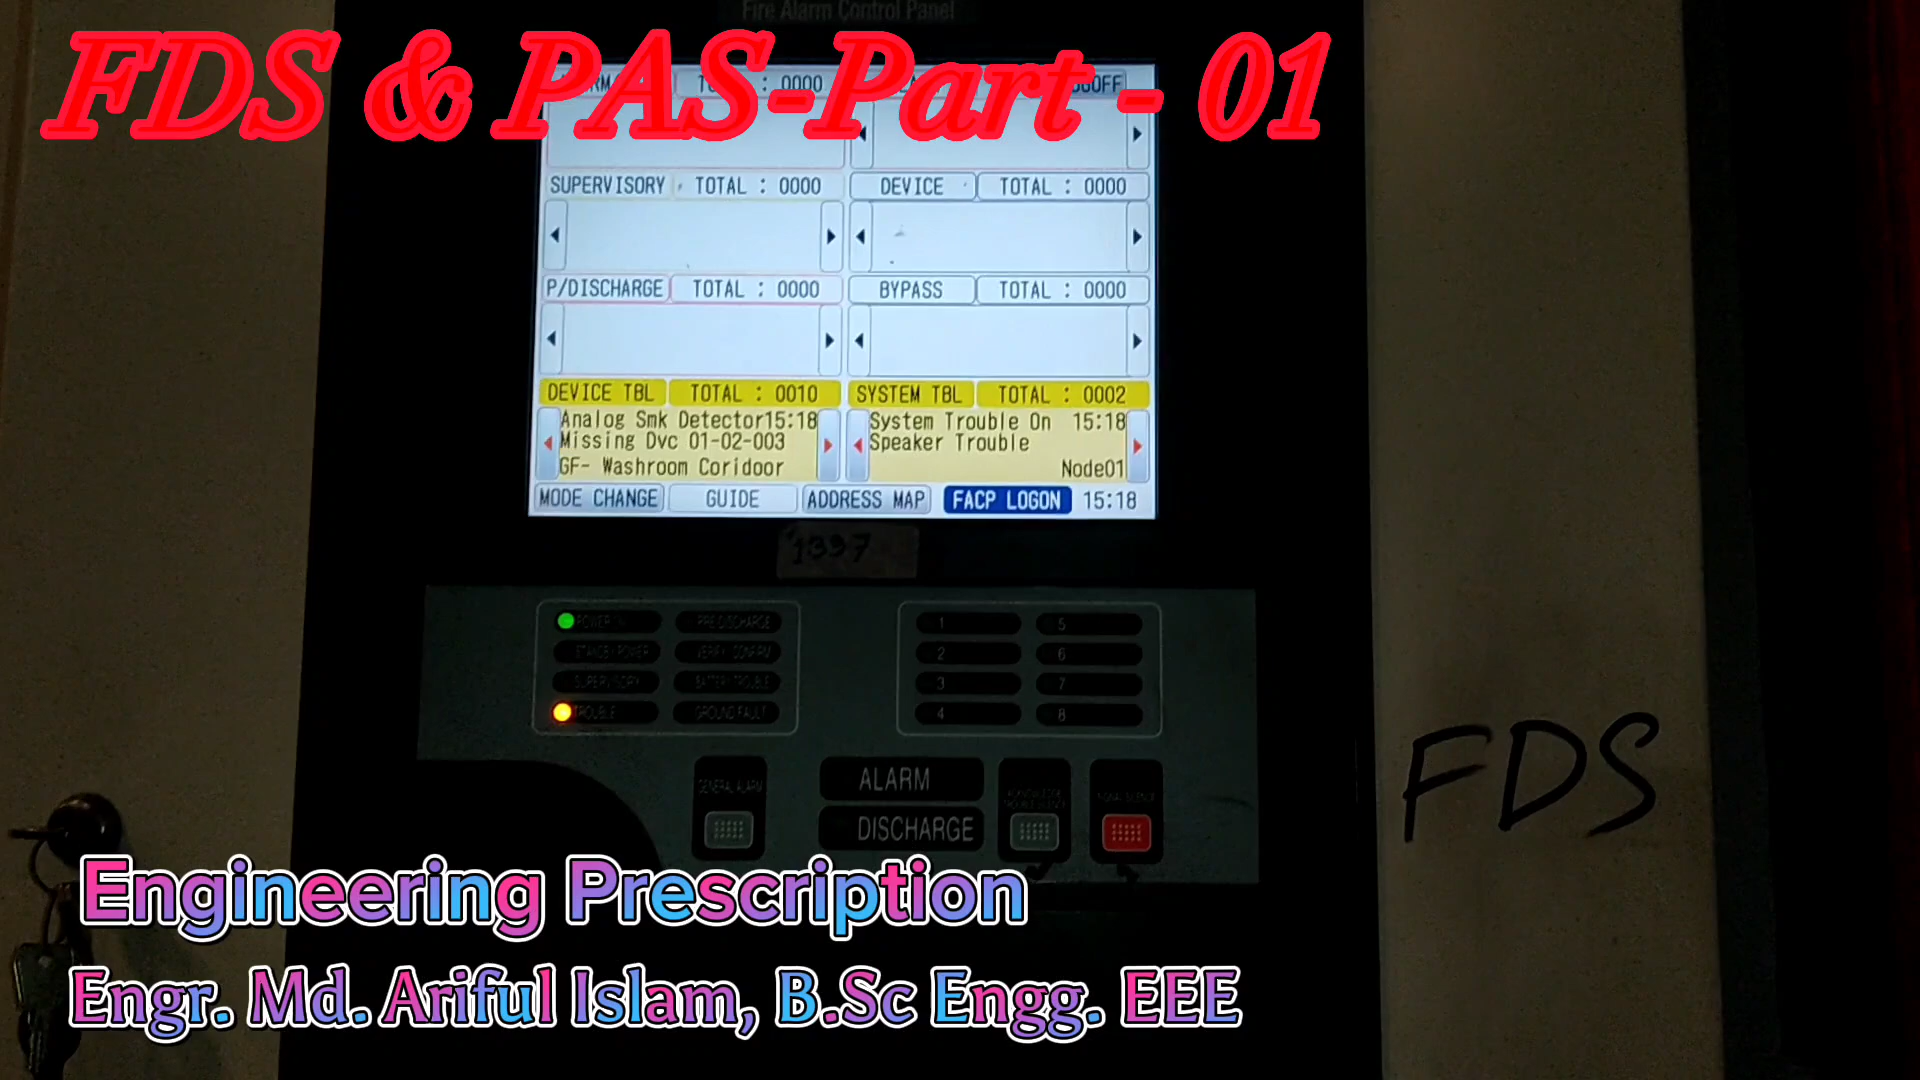 Fire Alarm Control Panel
FDS & PAS-Part - 01
: 0000
SUPERVISORY TOTAL : 0000 DEVICE TOTAL : 0000
P/DISCHARGE TOTAL : 0000 BYPASS TOTAL : 0000
DEVICE TBL TOTAL : 0010 SYSTEM TBL TOTAL : 0002
Analog Smk Detector15:18 System Trouble On 15:18
Missing Dvc 01-02-003 Speaker Trouble
GF- Washroom Coridoor Node01
MODE CHANGE GUIDE ADDRESS MAP FACP LOGON 15:18
1397
POWER PRE DISCHARGE 1 5
STANDBY POWER VERIFY CONFIRM 2 6
SUPERVISORY BATTERY TROUBLE 3 7
TROUBLE GROUND FAULT 4 8
GENERAL ALARM ALARM
DISCHARGE
FDS
Engineering Prescription
Engr. Md. Ariful Islam, B.Sc Engg. EEE